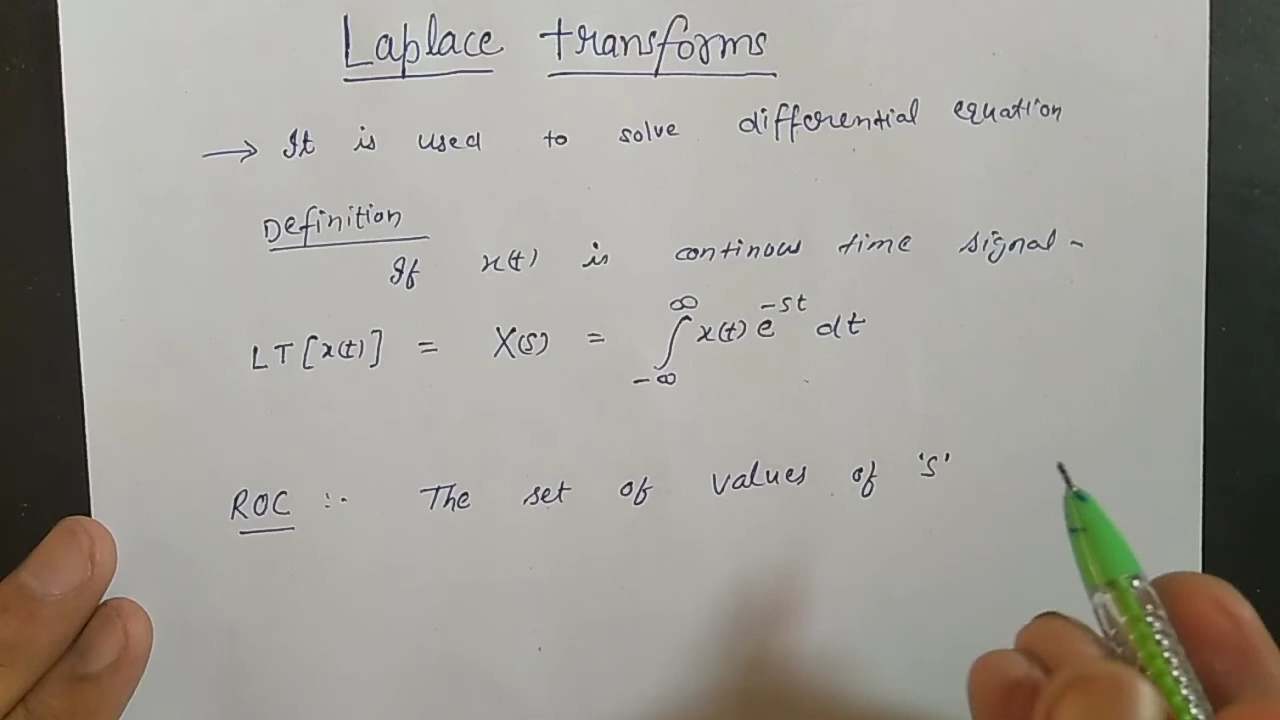 Laplace transforms
→ It is used to solve differential equation
Definition
If x(t) is continous time signal -
LT[x(t)] = X(s) = ∫_{-∞}^{∞} x(t) e^{-st} dt
ROC :- The set of values of 's'